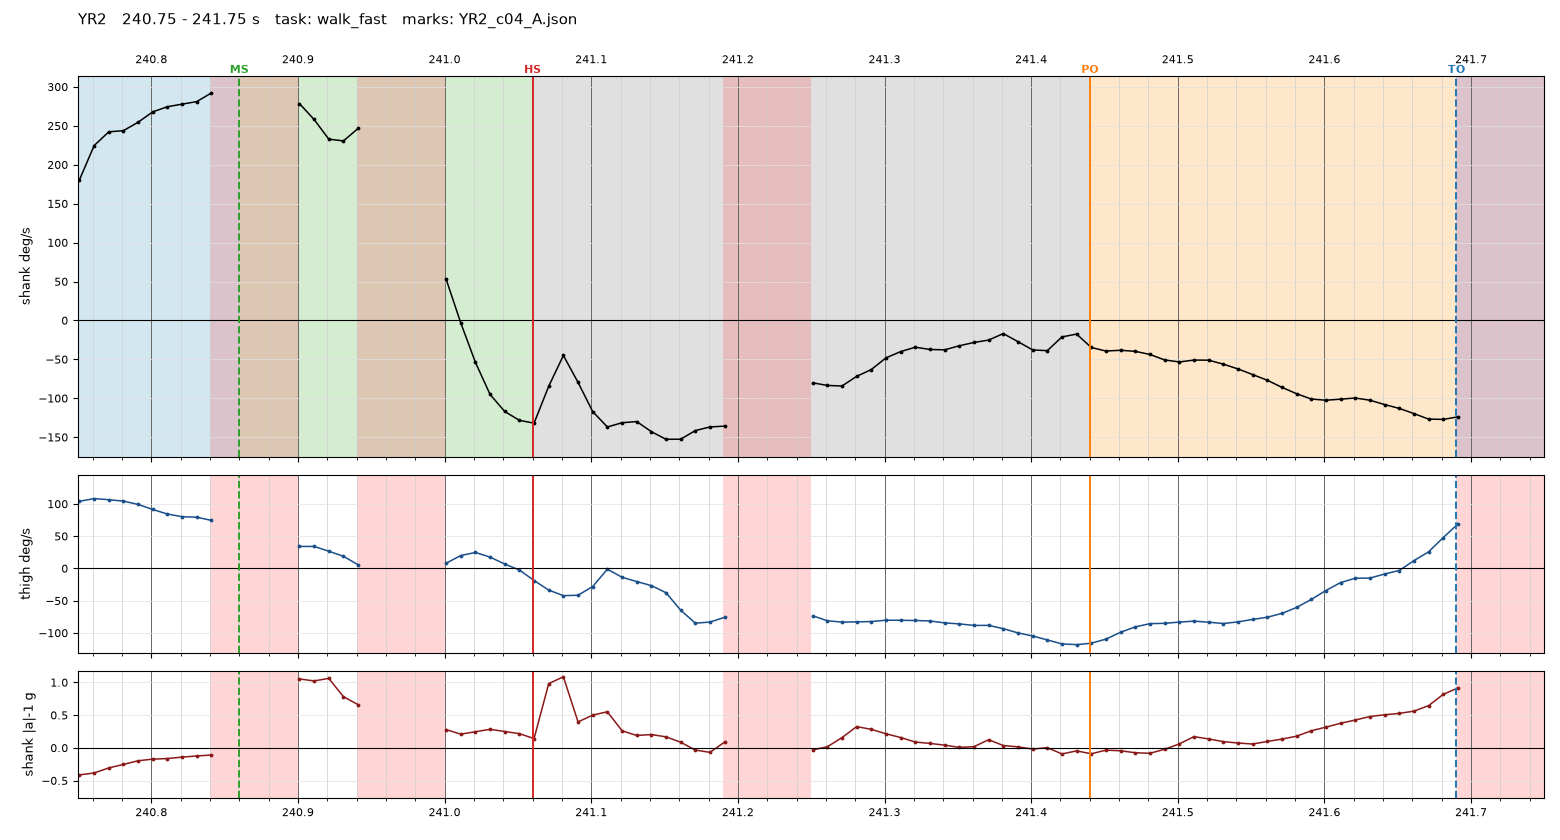 YR2   240.75 - 241.75 s   task: walk_fast   marks: YR2_c04_A.json
240.8 240.9 241.0 241.1 241.2 241.3 241.4 241.5 241.6 241.7
MS HS PO TO
300
250
200
150
100
50
0
−50
−100
−150
shank deg/s
100
50
0
−50
−100
thigh deg/s
1.0
0.5
0.0
−0.5
shank |a|-1 g
240.8 240.9 241.0 241.1 241.2 241.3 241.4 241.5 241.6 241.7